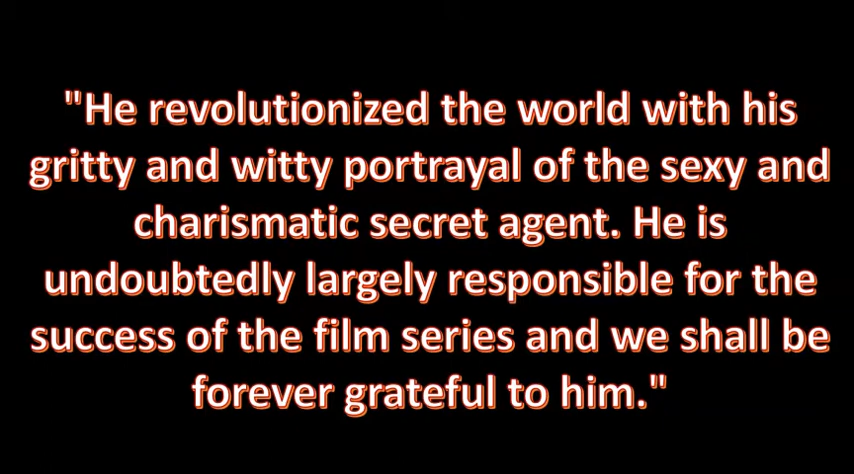 "He revolutionized the world with his
gritty and witty portrayal of the sexy and
charismatic secret agent. He is
undoubtedly largely responsible for the
success of the film series and we shall be
forever grateful to him."